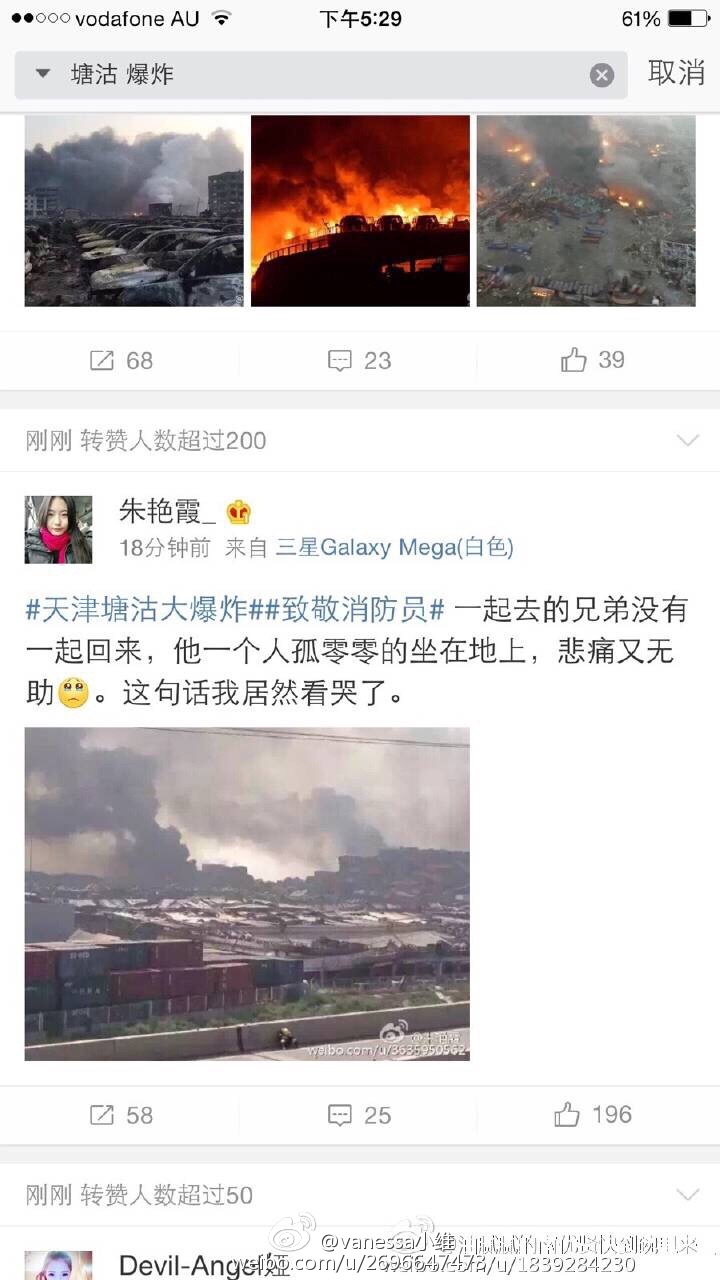 vodafone AU 下午5:29 61%
塘沽 爆炸 取消
68 23 39
刚刚 转赞人数超过200
朱艳霞_
18分钟前 来自 三星Galaxy Mega(白色)
#天津塘沽大爆炸##致敬消防员# 一起去的兄弟没有
一起回来，他一个人孤零零的坐在地上，悲痛又无
助。这句话我居然看哭了。
weibo.com/u/3635950562
58 25 196
刚刚 转赞人数超过50
@vanessa小维
Devil-Angel
weibo.com/u/2696647473
/u/1839284230